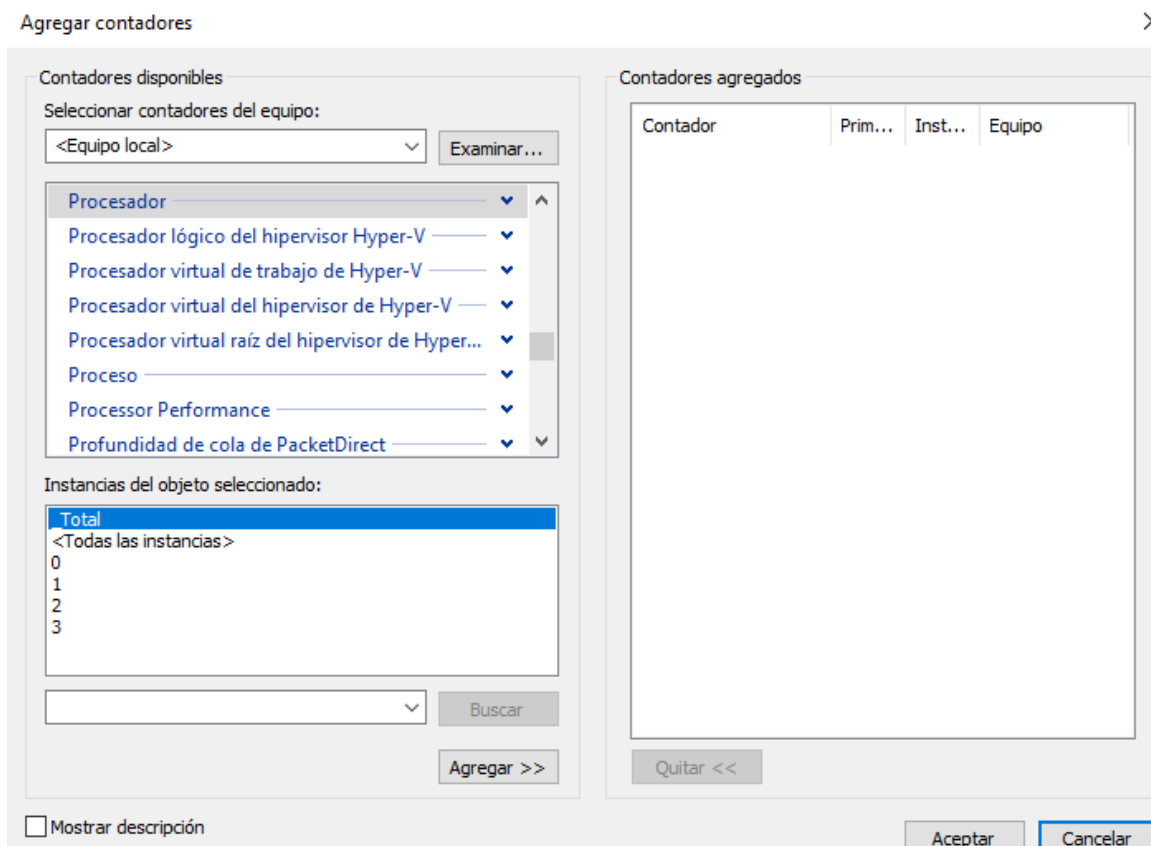 Agregar contadores
Contadores disponibles
Seleccionar contadores del equipo:
<Equipo local>
Examinar...
Procesador
Procesador lógico del hipervisor Hyper-V
Procesador virtual de trabajo de Hyper-V
Procesador virtual del hipervisor de Hyper-V
Procesador virtual raíz del hipervisor de Hyper...
Proceso
Processor Performance
Profundidad de cola de PacketDirect
Instancias del objeto seleccionado:
_Total
<Todas las instancias>
0
1
2
3
Buscar
Agregar >>
Mostrar descripción
Contadores agregados
Contador Prim... Inst... Equipo
Quitar <<
Aceptar Cancelar